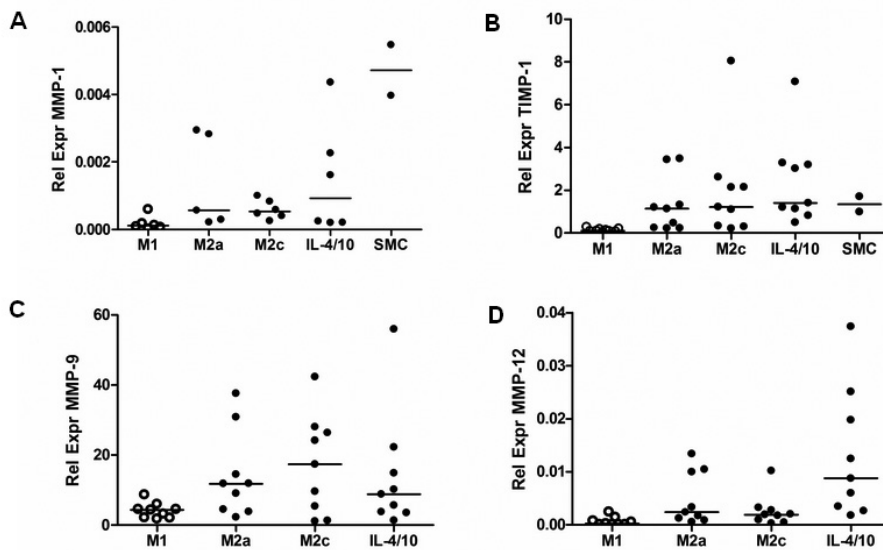 A
Rel Expr MMP-1
0.006
0.004
0.002
0.000
M1 M2a M2c IL-4/10 SMC
B
Rel Expr TIMP-1
10
8
6
4
2
0
M1 M2a M2c IL-4/10 SMC
C
Rel Expr MMP-9
60
40
20
0
M1 M2a M2c IL-4/10
D
Rel Expr MMP-12
0.04
0.03
0.02
0.01
0.00
M1 M2a M2c IL-4/10